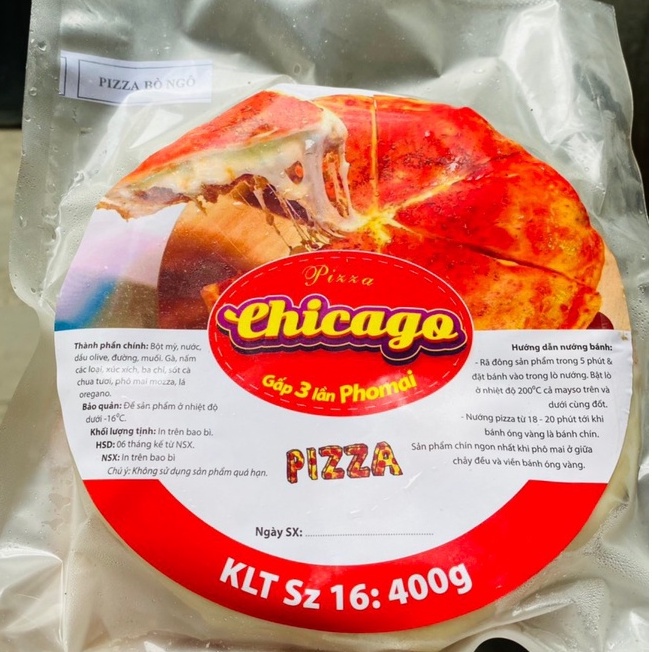 PIZZA BÒ NGÔ
Pizza
Chicago
Gấp 3 lần Phomai
Thành phần chính: Bột mỳ, nước,
dầu olive, đường, muối. Gà, nấm
các loại, xúc xích, ba chỉ, sốt cà
chua tươi, phó mai mozza, lá
oregano.
Bảo quản: Để sản phẩm ở nhiệt độ
dưới -16°C.
Khối lượng tịnh: In trên bao bì.
HSD: 06 tháng kể từ NSX.
NSX: In trên bao bì
Chú ý: Không sử dụng sản phẩm quá hạn.
Hướng dẫn nướng bánh:
- Rã đông sản phẩm trong 5 phút &
đặt bánh vào trong lò nướng. Bật lò
ở nhiệt độ 200°C cả mayso trên và
dưới cùng đốt.
- Nướng pizza từ 18 - 20 phút tới khi
bánh óng vàng là bánh chín.
Sản phẩm chín ngon nhất khi phô mai ở giữa
chảy đều và viền bánh óng vàng.
PIZZA
Ngày SX:
KLT Sz 16: 400g